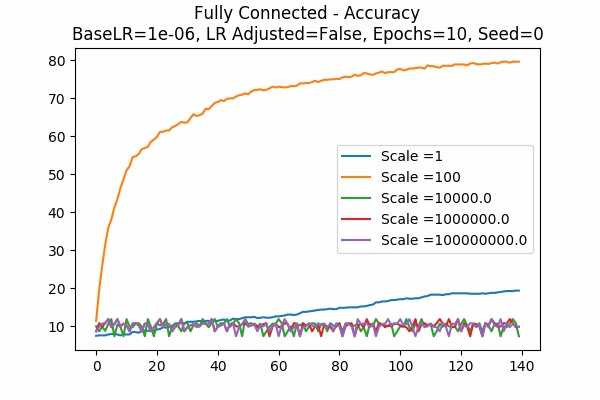 Fully Connected - Accuracy
BaseLR=1e-06, LR Adjusted=False, Epochs=10, Seed=0
80
70
60
50
40
30
20
10
Scale =1
Scale =100
Scale =10000.0
Scale =1000000.0
Scale =100000000.0
0 20 40 60 80 100 120 140